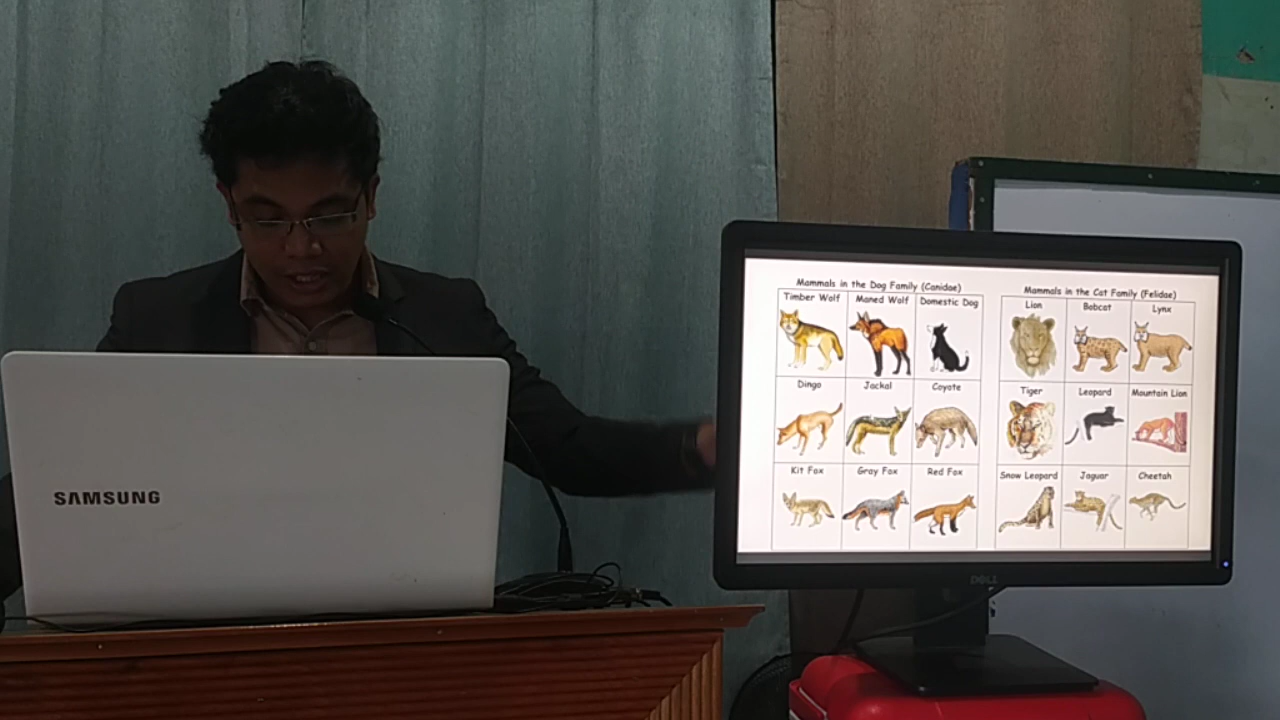 SAMSUNG
Mammals in the Dog Family (Canidae)
Timber Wolf Maned Wolf Domestic Dog
Dingo Jackal Coyote
Kit Fox Gray Fox Red Fox
Mammals in the Cat Family (Felidae)
Lion Bobcat Lynx
Tiger Leopard Mountain Lion
Snow Leopard Jaguar Cheetah
DELL